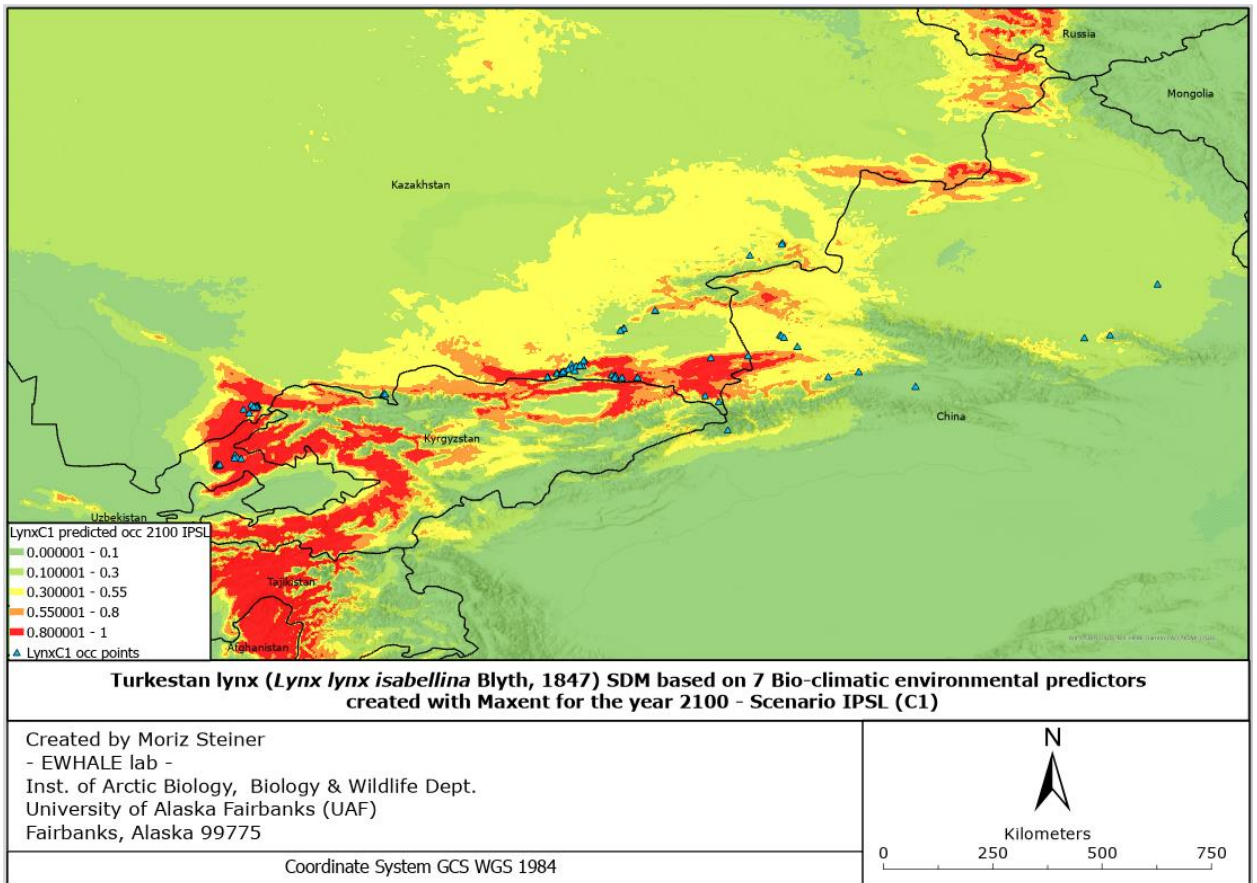 Russia
Mongolia
Kazakhstan
China
Kyrgyzstan
Uzbekistan
Tajikistan
Afghanistan
LynxC1 predicted occ 2100 IPSL
0.000001 - 0.1
0.100001 - 0.3
0.300001 - 0.55
0.550001 - 0.8
0.800001 - 1
LynxC1 occ points
Turkestan lynx (Lynx lynx isabellina Blyth, 1847) SDM based on 7 Bio-climatic environmental predictors
created with Maxent for the year 2100 - Scenario IPSL (C1)
Created by Moriz Steiner
- EWHALE lab -
Inst. of Arctic Biology, Biology & Wildlife Dept.
University of Alaska Fairbanks (UAF)
Fairbanks, Alaska 99775
Coordinate System GCS WGS 1984
N
Kilometers
0 250 500 750